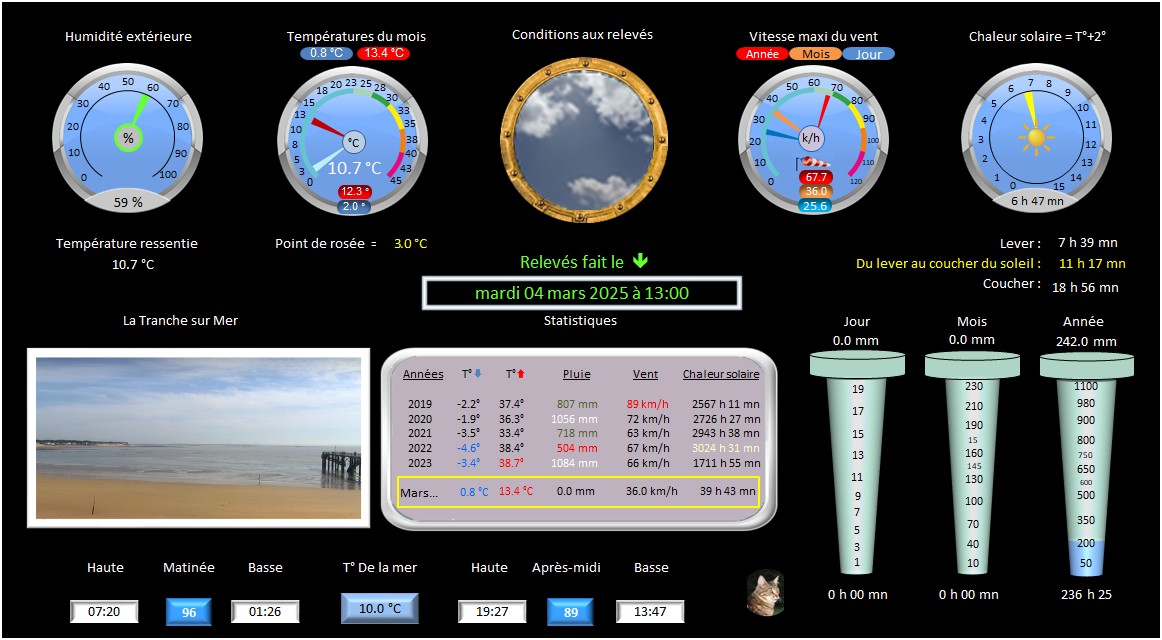 Humidité extérieure
Températures du mois
Conditions aux relevés
Vitesse maxi du vent
Chaleur solaire = T°+2°
0.8 °C 13.4 °C
Année Mois Jour
0 10 20 30 40 50 60 70 80 90 100
%
59 %
0 3 5 8 10 13 15 18 20 23 25 28 30 33 35 38 40 43 45
°C
10.7 °C
12.3 °
2.0 °
0 10 20 30 40 50 60 70 80 90 100 110 120
k/h
67.7
36.0
25.6
0 1 2 3 4 5 6 7 8 9 10 11 12 13 14 15
6 h 47 mn
Température ressentie
10.7 °C
Point de rosée = 3.0 °C
Lever : 7 h 39 mn
Du lever au coucher du soleil : 11 h 17 mn
Coucher : 18 h 56 mn
Relevés fait le
mardi 04 mars 2025 à 13:00
La Tranche sur Mer
Statistiques
Années T° T° Pluie Vent Chaleur solaire
2019 -2.2° 37.4° 807 mm 89 km/h 2567 h 11 mn
2020 -1.9° 36.3° 1056 mm 72 km/h 2726 h 27 mn
2021 -3.5° 33.4° 718 mm 63 km/h 2943 h 38 mn
2022 -4.6° 38.4° 504 mm 67 km/h 3024 h 31 mn
2023 -3.4° 38.7° 1084 mm 66 km/h 1711 h 55 mn
Mars... 0.8 °C 13.4 °C 0.0 mm 36.0 km/h 39 h 43 mn
Jour
0.0 mm
19
17
15
13
11
9
7
5
3
1
0 h 00 mn
Mois
0.0 mm
230
210
190
15
160
145
130
100
70
40
10
0 h 00 mn
Année
242.0 mm
1100
980
900
800
750
650
600
500
350
200
50
236 h 25
Haute Matinée Basse T° De la mer Haute Après-midi Basse
07:20 96 01:26 10.0 °C 19:27 89 13:47